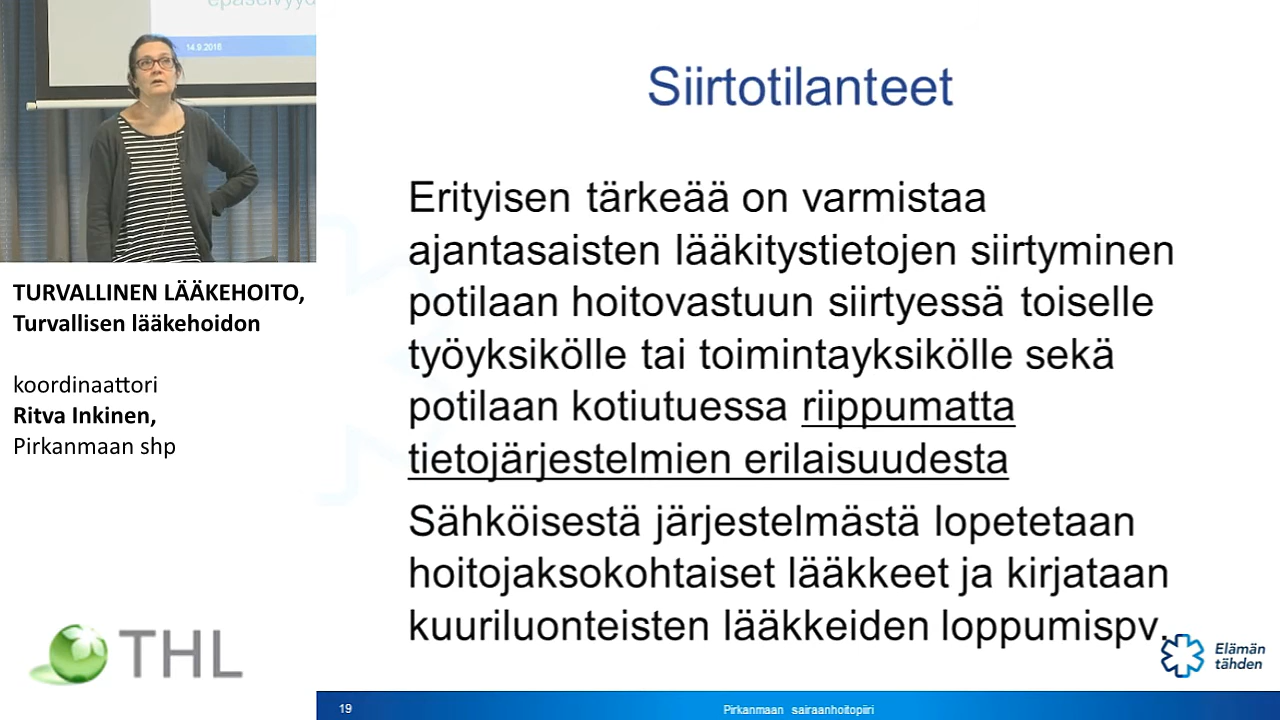 14.9.2016
TURVALLINEN LÄÄKEHOITO,
Turvallisen lääkehoidon
koordinaattori
Ritva Inkinen,
Pirkanmaan shp
THL
Siirtotilanteet
Erityisen tärkeää on varmistaa
ajantasaisten lääkitystietojen siirtyminen
potilaan hoitovastuun siirtyessä toiselle
työyksikölle tai toimintayksikölle sekä
potilaan kotiutuessa riippumatta
tietojärjestelmien erilaisuudesta
Sähköisestä järjestelmästä lopetetaan
hoitojaksokohtaiset lääkkeet ja kirjataan
kuuriluonteisten lääkkeiden loppumispv.
Elämän
tähden
19
Pirkanmaan sairaanhoitopiiri